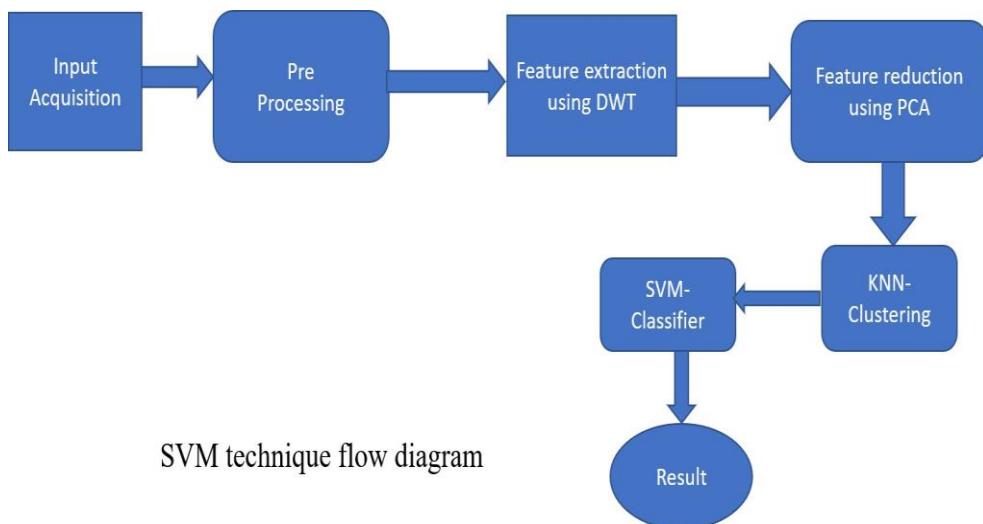 Input
Acquisition
Pre
Processing
Feature extraction
using DWT
Feature reduction
using PCA
KNN-
Clustering
SVM-
Classifier
Result
SVM technique flow diagram